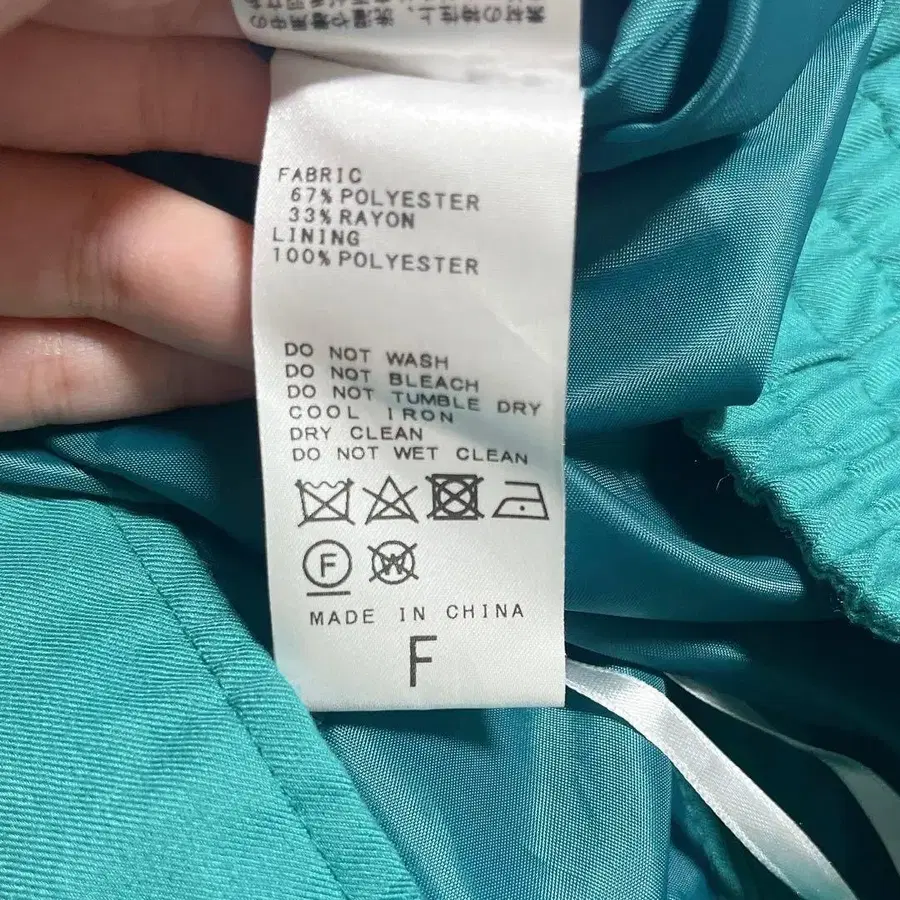 FABRIC
67% POLYESTER
33% RAYON
LINING
100% POLYESTER
DO NOT WASH
DO NOT BLEACH
DO NOT TUMBLE DRY
COOL IRON
DRY CLEAN
DO NOT WET CLEAN
F W
MADE IN CHINA
F